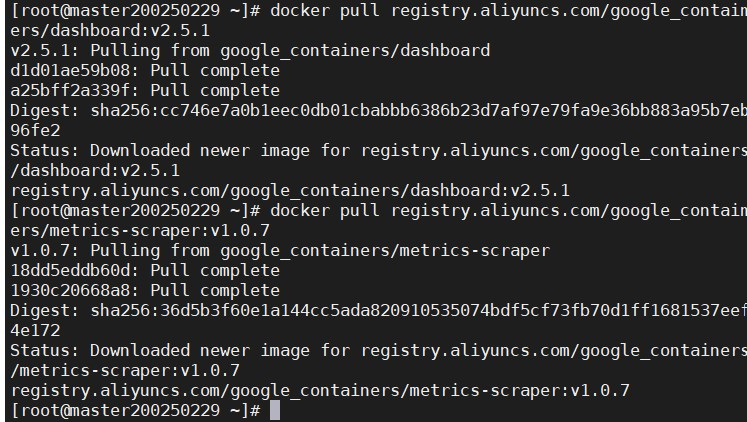 [root@master200250229 ~]# docker pull registry.aliyuncs.com/google_contain
ers/dashboard:v2.5.1
v2.5.1: Pulling from google_containers/dashboard
d1d01ae59b08: Pull complete
a25bff2a339f: Pull complete
Digest: sha256:cc746e7a0b1eec0db01cbabbb6386b23d7af97e79fa9e36bb883a95b7eb
96fe2
Status: Downloaded newer image for registry.aliyuncs.com/google_containers
/dashboard:v2.5.1
registry.aliyuncs.com/google_containers/dashboard:v2.5.1
[root@master200250229 ~]# docker pull registry.aliyuncs.com/google_contain
ers/metrics-scraper:v1.0.7
v1.0.7: Pulling from google_containers/metrics-scraper
18dd5eddb60d: Pull complete
1930c20668a8: Pull complete
Digest: sha256:36d5b3f60e1a144cc5ada820910535074bdf5cf73fb70d1ff1681537eef
4e172
Status: Downloaded newer image for registry.aliyuncs.com/google_containers
/metrics-scraper:v1.0.7
registry.aliyuncs.com/google_containers/metrics-scraper:v1.0.7
[root@master200250229 ~]#